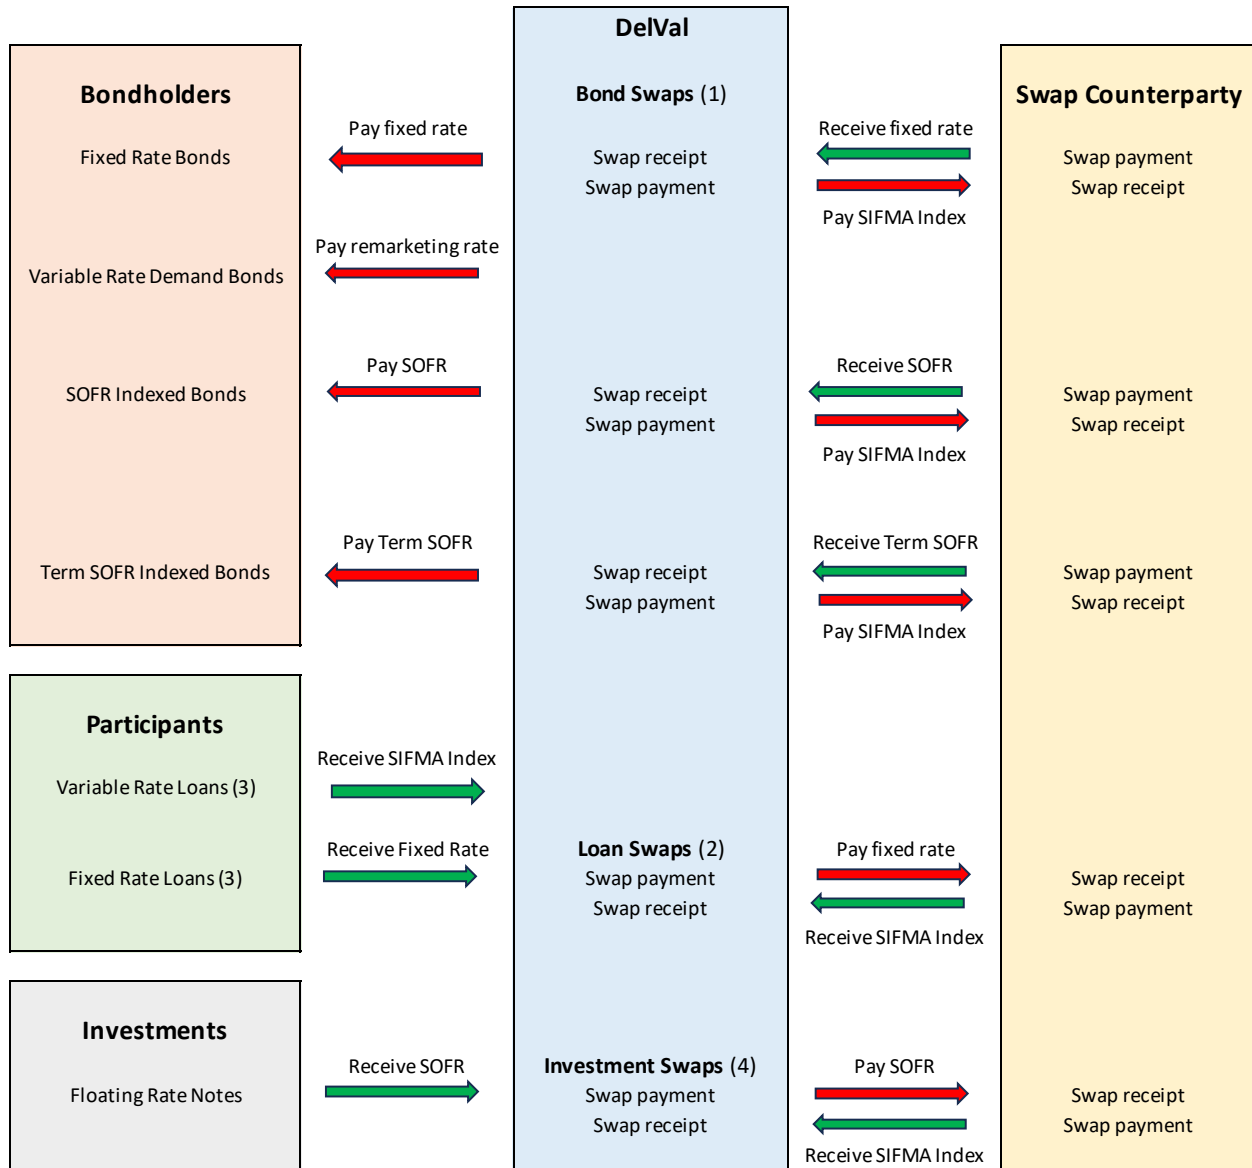 DelVal
Bondholders
Bond Swaps (1)
Swap Counterparty
Pay fixed rate
Receive fixed rate
Fixed Rate Bonds
Swap receipt
Swap payment
Swap payment
Swap receipt
Pay SIFMA Index
Pay remarketing rate
Variable Rate Demand Bonds
Pay SOFR
Receive SOFR
SOFR Indexed Bonds
Swap receipt
Swap payment
Swap payment
Swap receipt
Pay SIFMA Index
Pay Term SOFR
Receive Term SOFR
Term SOFR Indexed Bonds
Swap receipt
Swap payment
Swap payment
Swap receipt
Pay SIFMA Index
Participants
Receive SIFMA Index
Variable Rate Loans (3)
Receive Fixed Rate
Loan Swaps (2)
Pay fixed rate
Fixed Rate Loans (3)
Swap payment
Swap receipt
Swap receipt
Swap payment
Receive SIFMA Index
Investments
Receive SOFR
Investment Swaps (4)
Pay SOFR
Floating Rate Notes
Swap payment
Swap receipt
Swap receipt
Swap payment
Receive SIFMA Index